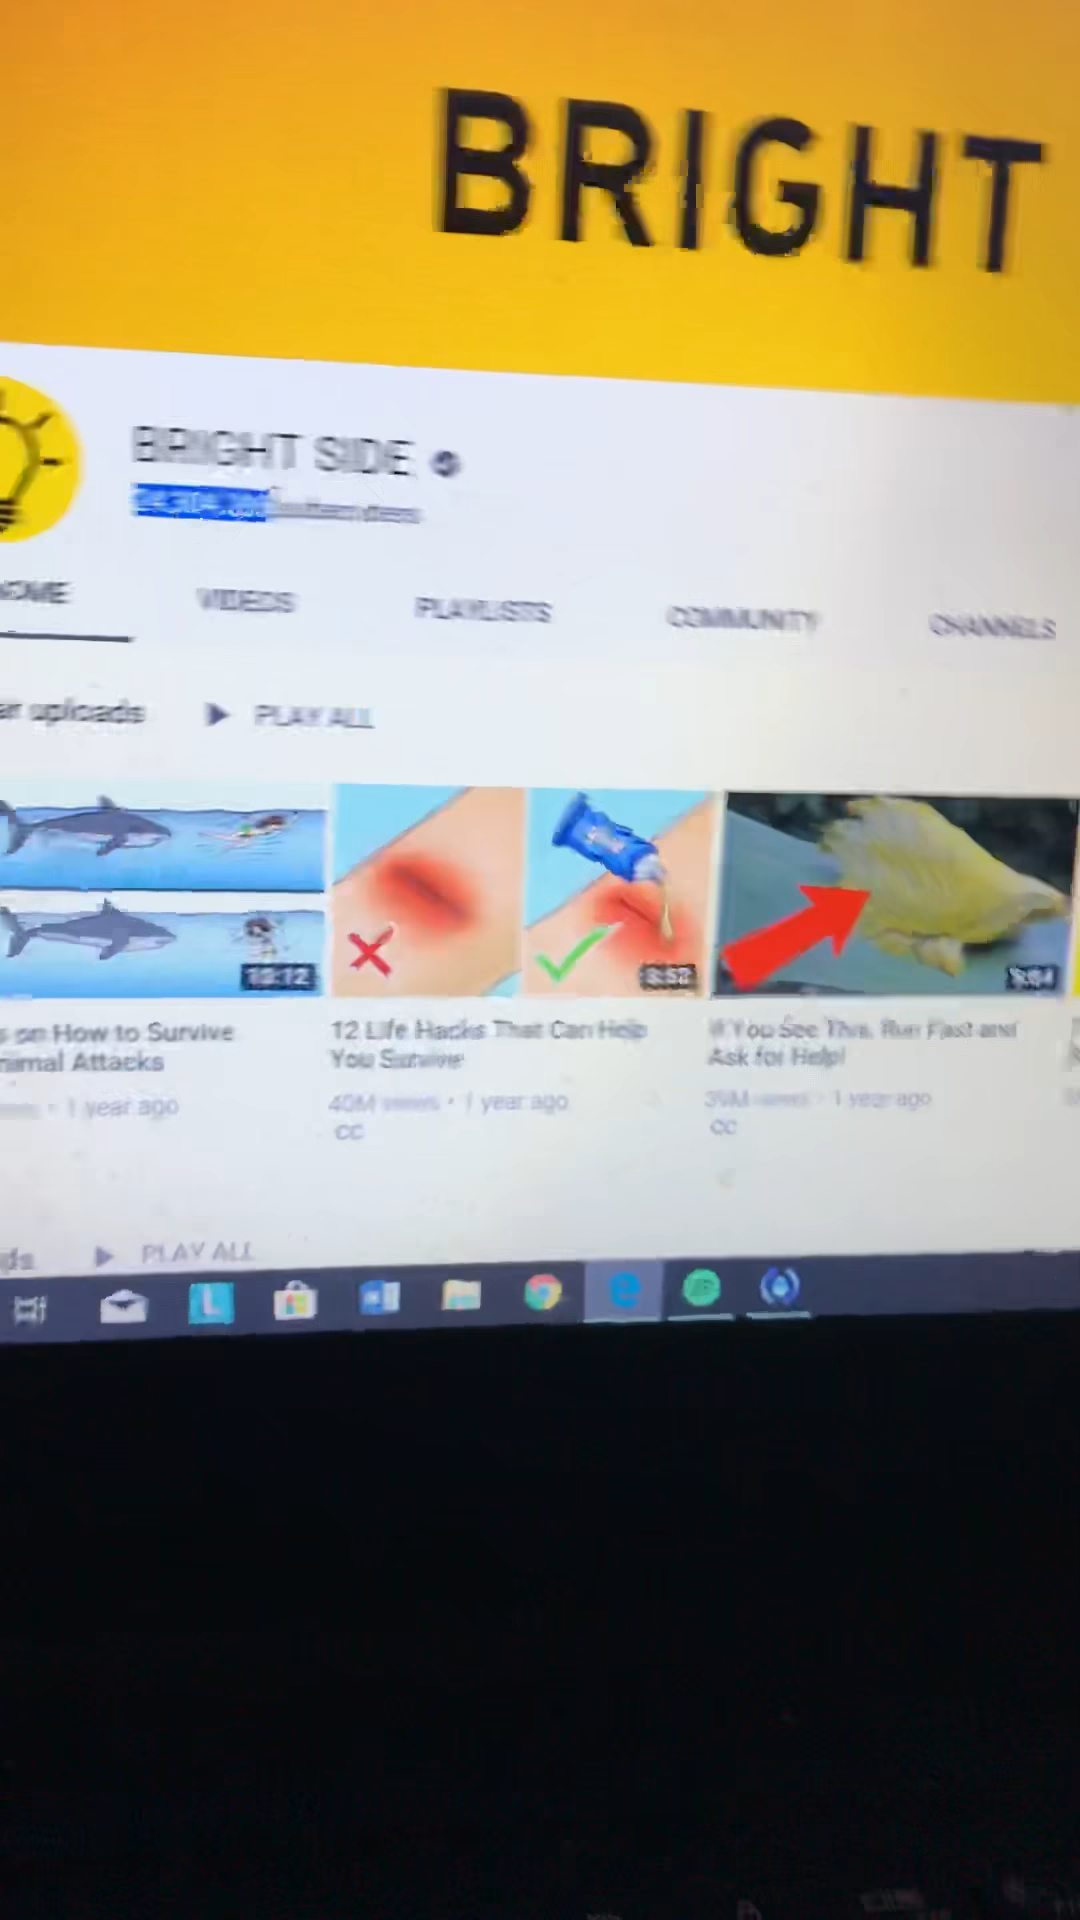 BRIGHT
BRIGHT SIDE
VIDEOS
PLAYLISTS
COMMUNITY
CHANNELS
uploads
PLAY ALL
10:12
8:52
on How to Survive
Attacks
1 year ago
12 Life Hacks That Can Help
You Survive
40M views • 1 year ago
CC
If You See This, Run Fast and
Ask for Help!
39M views • 1 year ago
CC
PLAY ALL